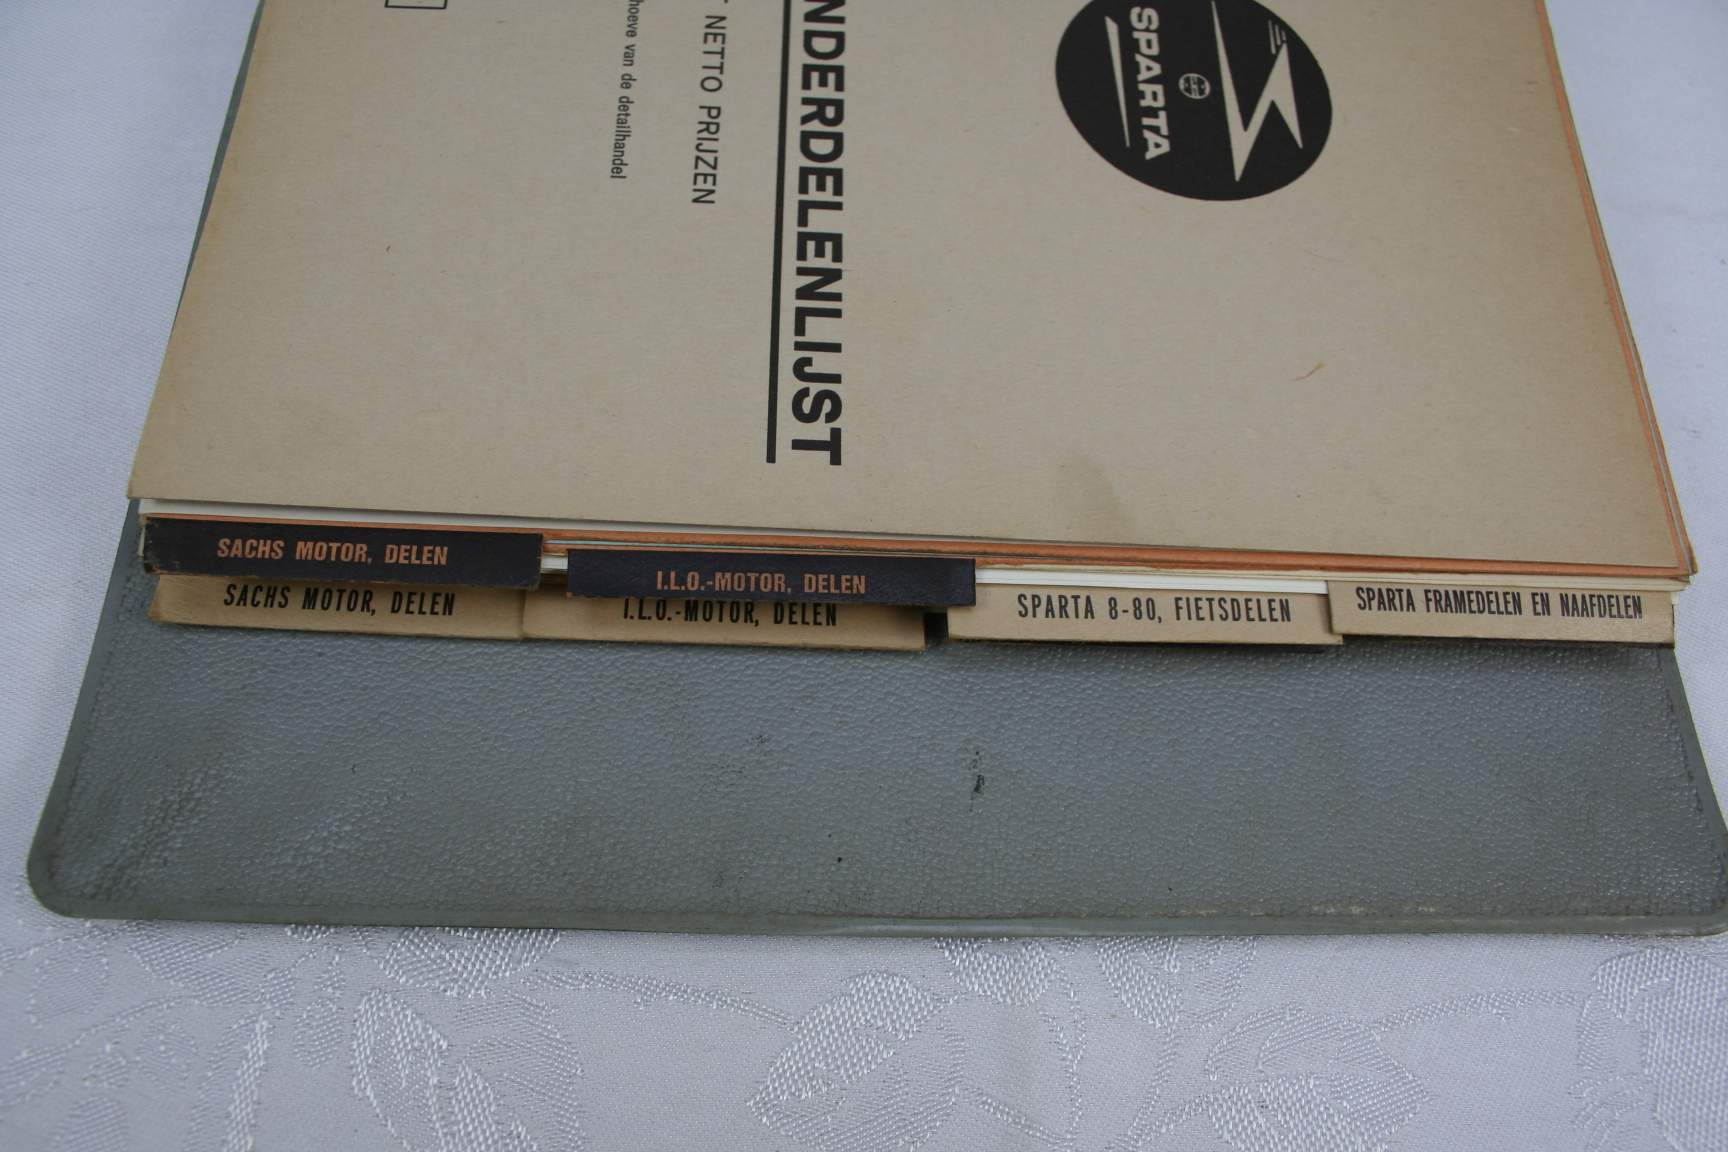 SPARTA
NDERDELENLIJST
NETTO PRIJZEN
hoeve van de detailhandel
SACHS MOTOR, DELEN
I.L.O.-MOTOR, DELEN
SACHS MOTOR, DELEN
I.L.O.-MOTOR, DELEN
SPARTA 8-80, FIETSDELEN
SPARTA FRAMEDELEN EN NAAFDELEN